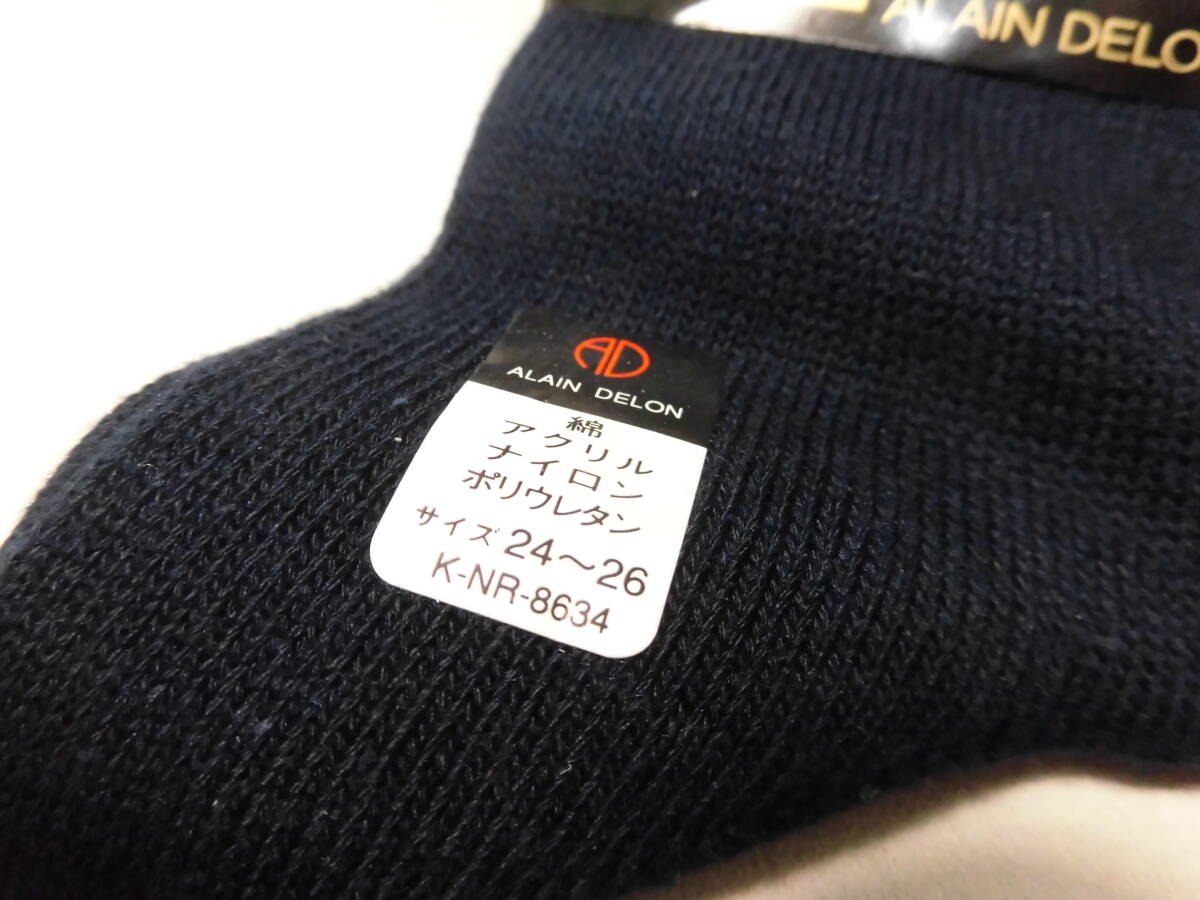 ALAIN DELO
AD
ALAIN DELON
綿
アクリル
ナイロン
ポリウレタン
サイズ 24〜26
K-NR-8634